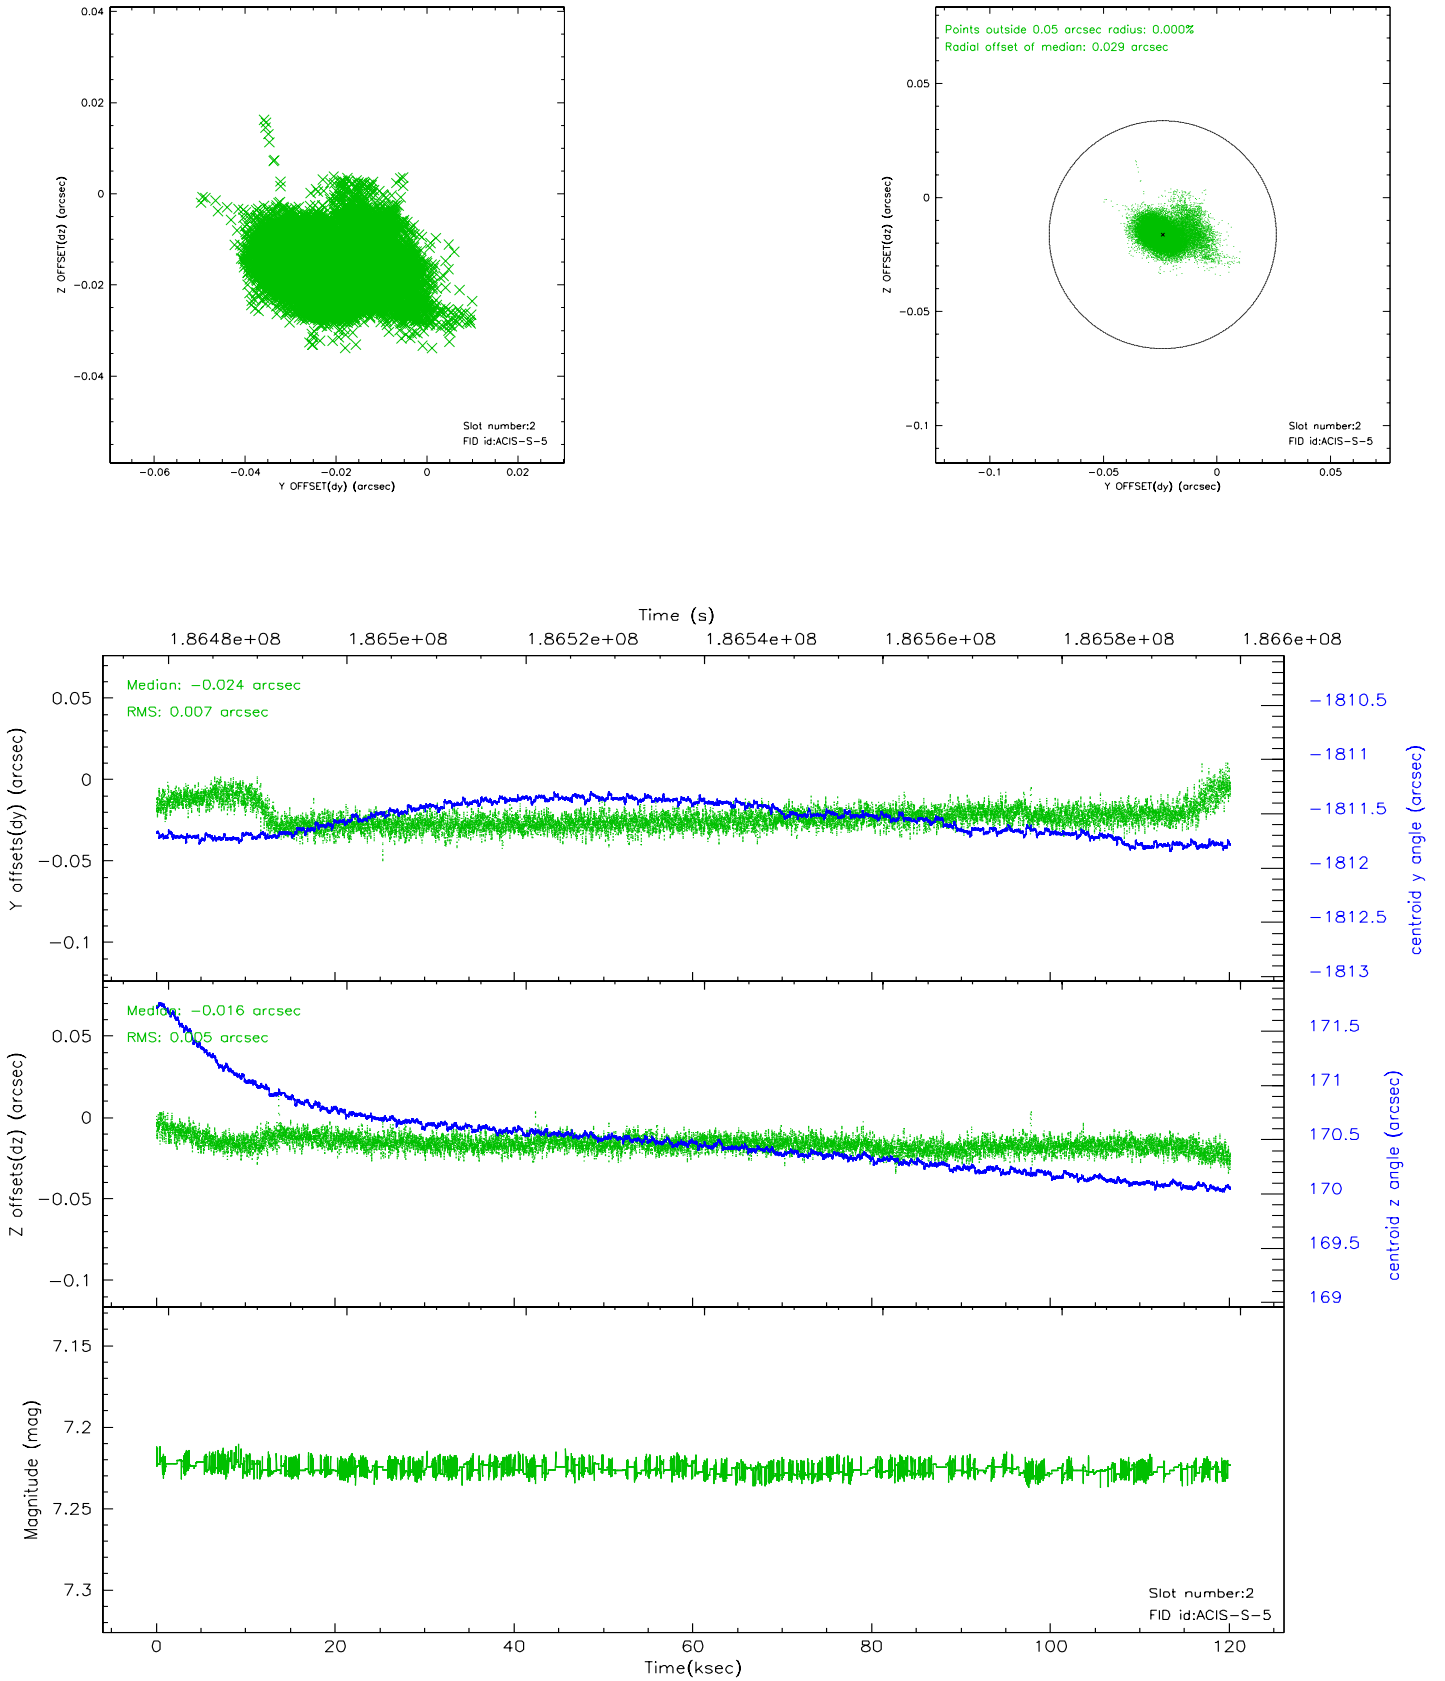 0.04
0.02
0
-0.02
-0.04
Z OFFSET(dz) (arcsec)
Slot number:2
FID id:ACIS-S-5
-0.06 -0.04 -0.02 0 0.02
Y OFFSET(dy) (arcsec)
Points outside 0.05 arcsec radius: 0.000%
Radial offset of median: 0.029 arcsec
0.05
0
-0.05
-0.1
Z OFFSET(dz) (arcsec)
Slot number:2
FID id:ACIS-S-5
-0.1 -0.05 0 0.05
Y OFFSET(dy) (arcsec)
Time (s)
1.8648e+08 1.865e+08 1.8652e+08 1.8654e+08 1.8656e+08 1.8658e+08 1.866e+08
Median: -0.024 arcsec
RMS: 0.007 arcsec
0.05
0
-0.05
-0.1
Y offsets(dy) (arcsec)
-1810.5
-1811
-1811.5
-1812
-1812.5
-1813
centroid y angle (arcsec)
Median: -0.016 arcsec
RMS: 0.005 arcsec
0.05
0
-0.05
-0.1
Z offsets(dz) (arcsec)
171.5
171
170.5
170
169.5
169
centroid z angle (arcsec)
7.15
7.2
7.25
7.3
Magnitude (mag)
Slot number:2
FID id:ACIS-S-5
0 20 40 60 80 100 120
Time(ksec)